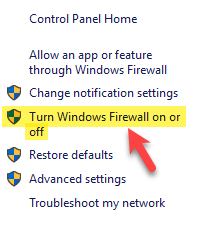 Control Panel Home
Allow an app or feature
through Windows Firewall
Change notification settings
Turn Windows Firewall on or
off
Restore defaults
Advanced settings
Troubleshoot my network